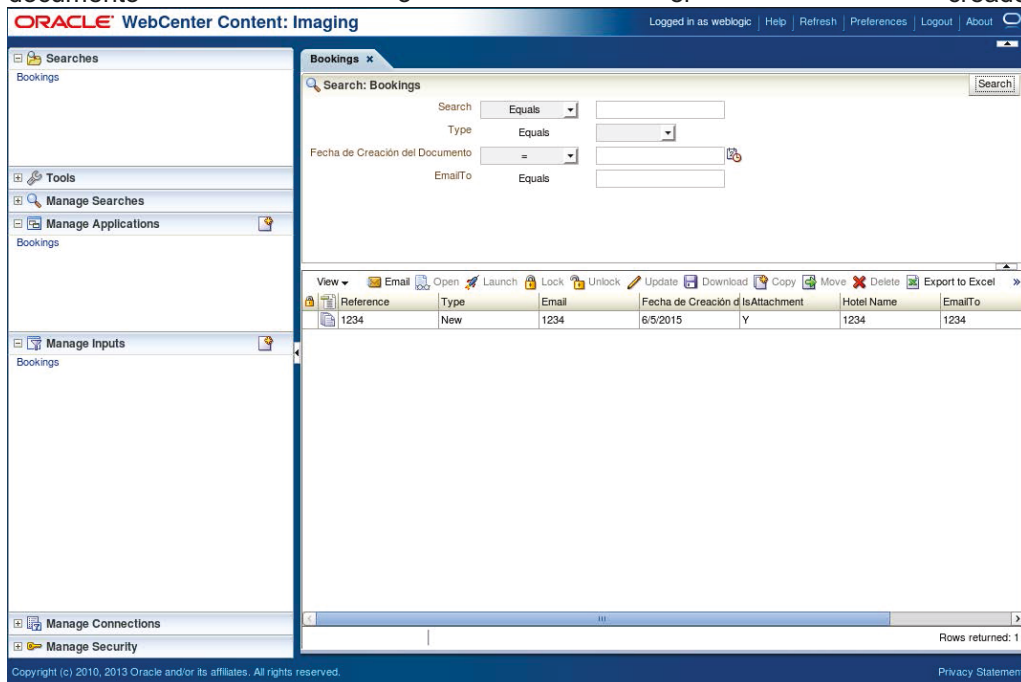 ORACLE WebCenter Content: Imaging
Logged in as weblogic | Help | Refresh | Preferences | Logout | About
Searches
Bookings
Tools
Manage Searches
Manage Applications
Bookings
Manage Inputs
Bookings
Manage Connections
Manage Security
Bookings
Search: Bookings
Search
Search Equals
Type Equals
Fecha de Creación del Documento =
EmailTo Equals
View Email Open Launch Lock Unlock Update Download Copy Move Delete Export to Excel »
Reference Type Email Fecha de Creación d IsAttachment Hotel Name EmailTo
1234 New 1234 6/5/2015 Y 1234 1234
Rows returned: 1
Copyright (c) 2010, 2013 Oracle and/or its affiliates. All rights reserved.
Privacy Statemen